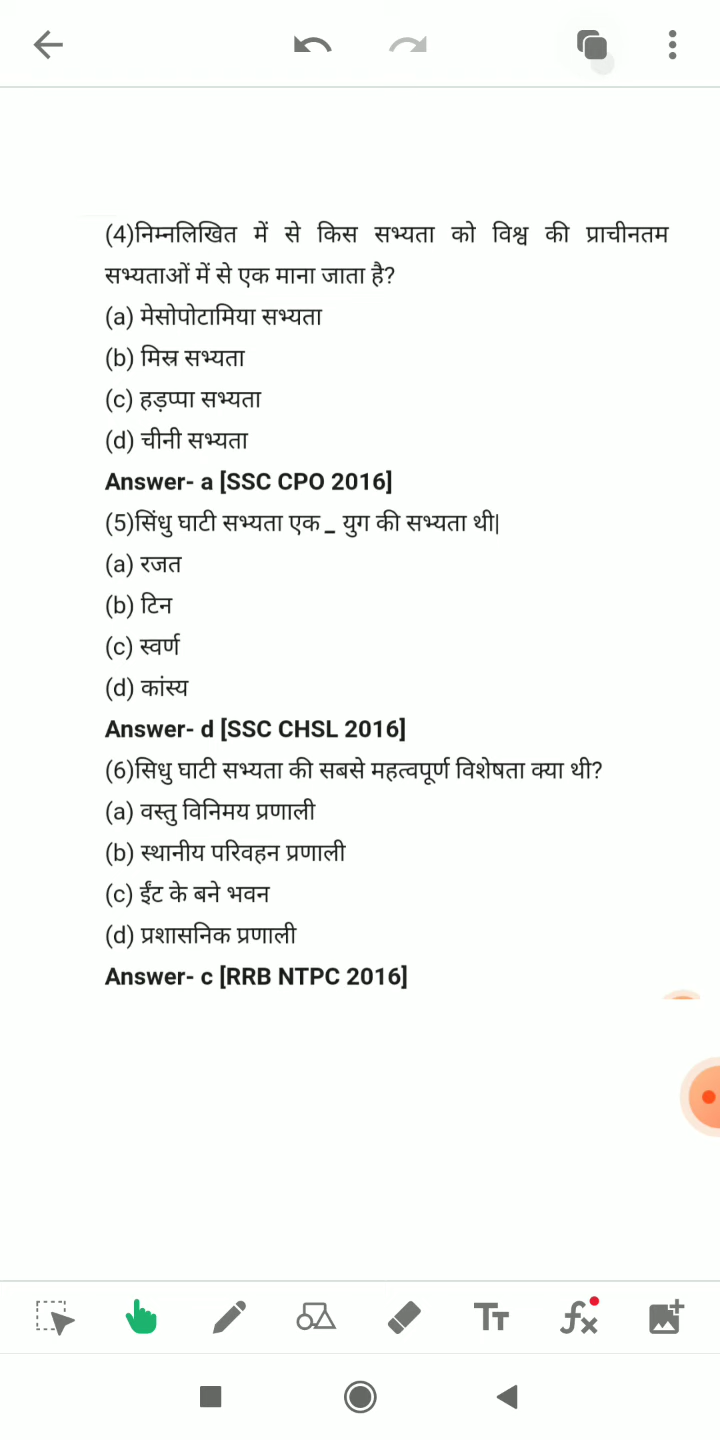 (4)निम्नलिखित में से किस सभ्यता को विश्व की प्राचीनतम
सभ्यताओं में से एक माना जाता है?
(a) मेसोपोटामिया सभ्यता
(b) मिस्र सभ्यता
(c) हड़प्पा सभ्यता
(d) चीनी सभ्यता
Answer- a [SSC CPO 2016]
(5)सिंधु घाटी सभ्यता एक _ युग की सभ्यता थी|
(a) रजत
(b) टिन
(c) स्वर्ण
(d) कांस्य
Answer- d [SSC CHSL 2016]
(6)सिधु घाटी सभ्यता की सबसे महत्वपूर्ण विशेषता क्या थी?
(a) वस्तु विनिमय प्रणाली
(b) स्थानीय परिवहन प्रणाली
(c) ईंट के बने भवन
(d) प्रशासनिक प्रणाली
Answer- c [RRB NTPC 2016]
TT fx